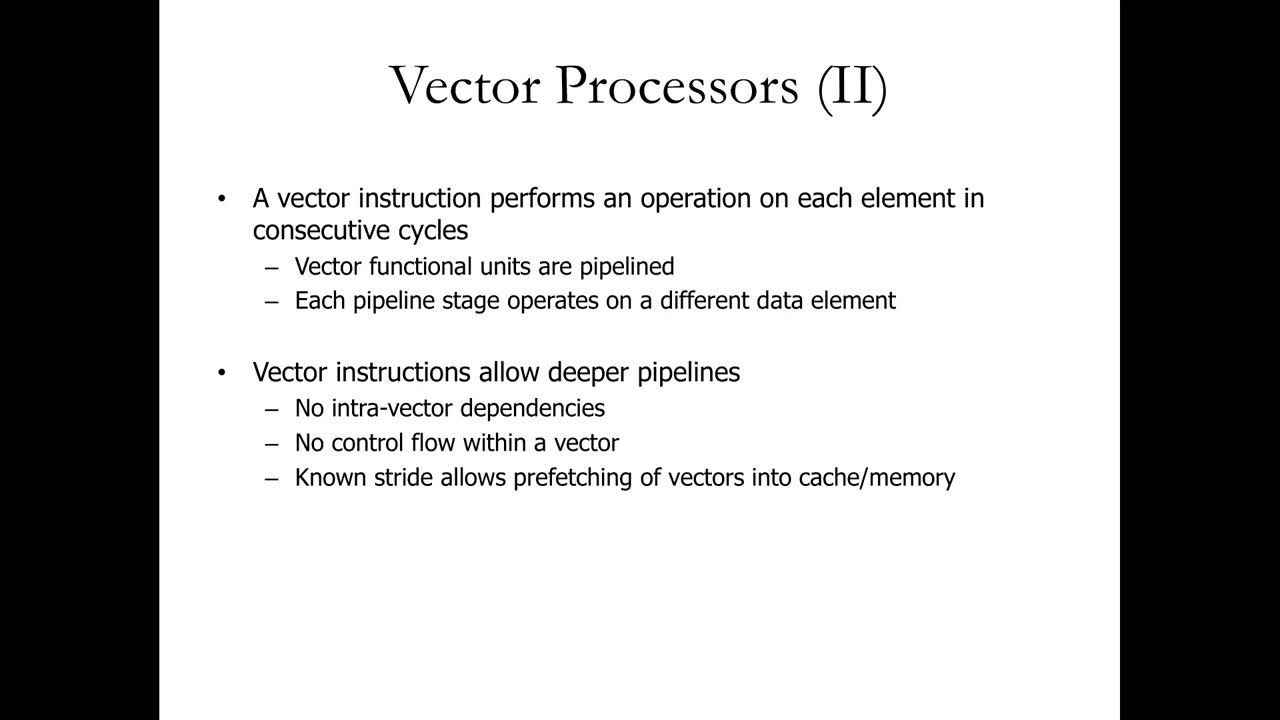 Vector Processors (II)
• A vector instruction performs an operation on each element in
consecutive cycles
– Vector functional units are pipelined
– Each pipeline stage operates on a different data element
• Vector instructions allow deeper pipelines
– No intra-vector dependencies
– No control flow within a vector
– Known stride allows prefetching of vectors into cache/memory